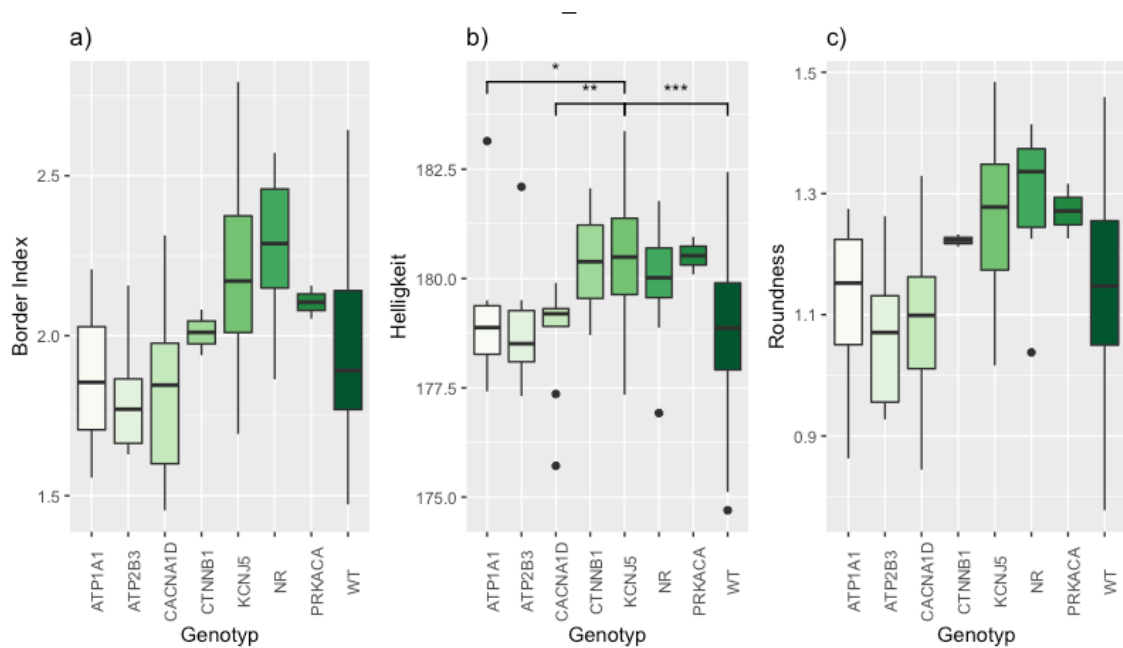 a)
Border Index
2.5
2.0
1.5
ATP1A1
ATP2B3
CACNA1D
CTNNB1
KCNJ5
NR
PRKACA
WT
Genotyp
b)
Helligkeit
182.5
180.0
177.5
175.0
*
**
***
ATP1A1
ATP2B3
CACNA1D
CTNNB1
KCNJ5
NR
PRKACA
WT
Genotyp
c)
Roundness
1.5
1.3
1.1
0.9
ATP1A1
ATP2B3
CACNA1D
CTNNB1
KCNJ5
NR
PRKACA
WT
Genotyp